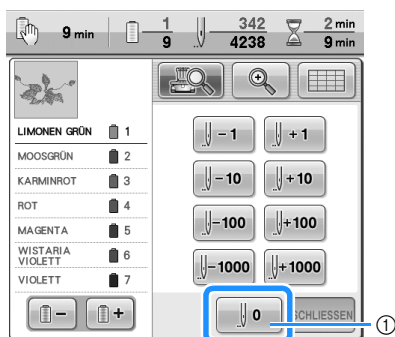 9 min
1
9
342
4238
2 min
9 min
LIMONEN GRÜN 1
MOOSGRÜN 2
KARMINROT 3
ROT 4
MAGENTA 5
WISTARIA
VIOLETT 6
VIOLETT 7
-1 +1
-10 +10
-100 +100
-1000 +1000
- +
0
SCHLIESSEN
①